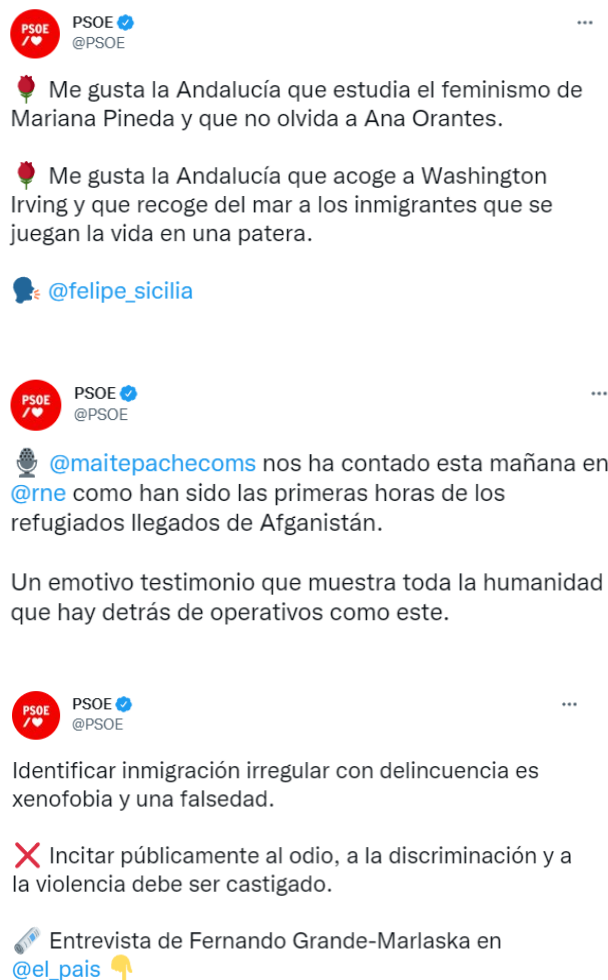 PSOE
PSOE
@PSOE
🌹 Me gusta la Andalucía que estudia el feminismo de
Mariana Pineda y que no olvida a Ana Orantes.
🌹 Me gusta la Andalucía que acoge a Washington
Irving y que recoge del mar a los inmigrantes que se
juegan la vida en una patera.
🗣 @felipe_sicilia
PSOE
PSOE
@PSOE
🎙 @maitepachecoms nos ha contado esta mañana en
@rne como han sido las primeras horas de los
refugiados llegados de Afganistán.
Un emotivo testimonio que muestra toda la humanidad
que hay detrás de operativos como este.
PSOE
PSOE
@PSOE
Identificar inmigración irregular con delincuencia es
xenofobia y una falsedad.
❌ Incitar públicamente al odio, a la discriminación y a
la violencia debe ser castigado.
🗞 Entrevista de Fernando Grande-Marlaska en
@el_pais 👇